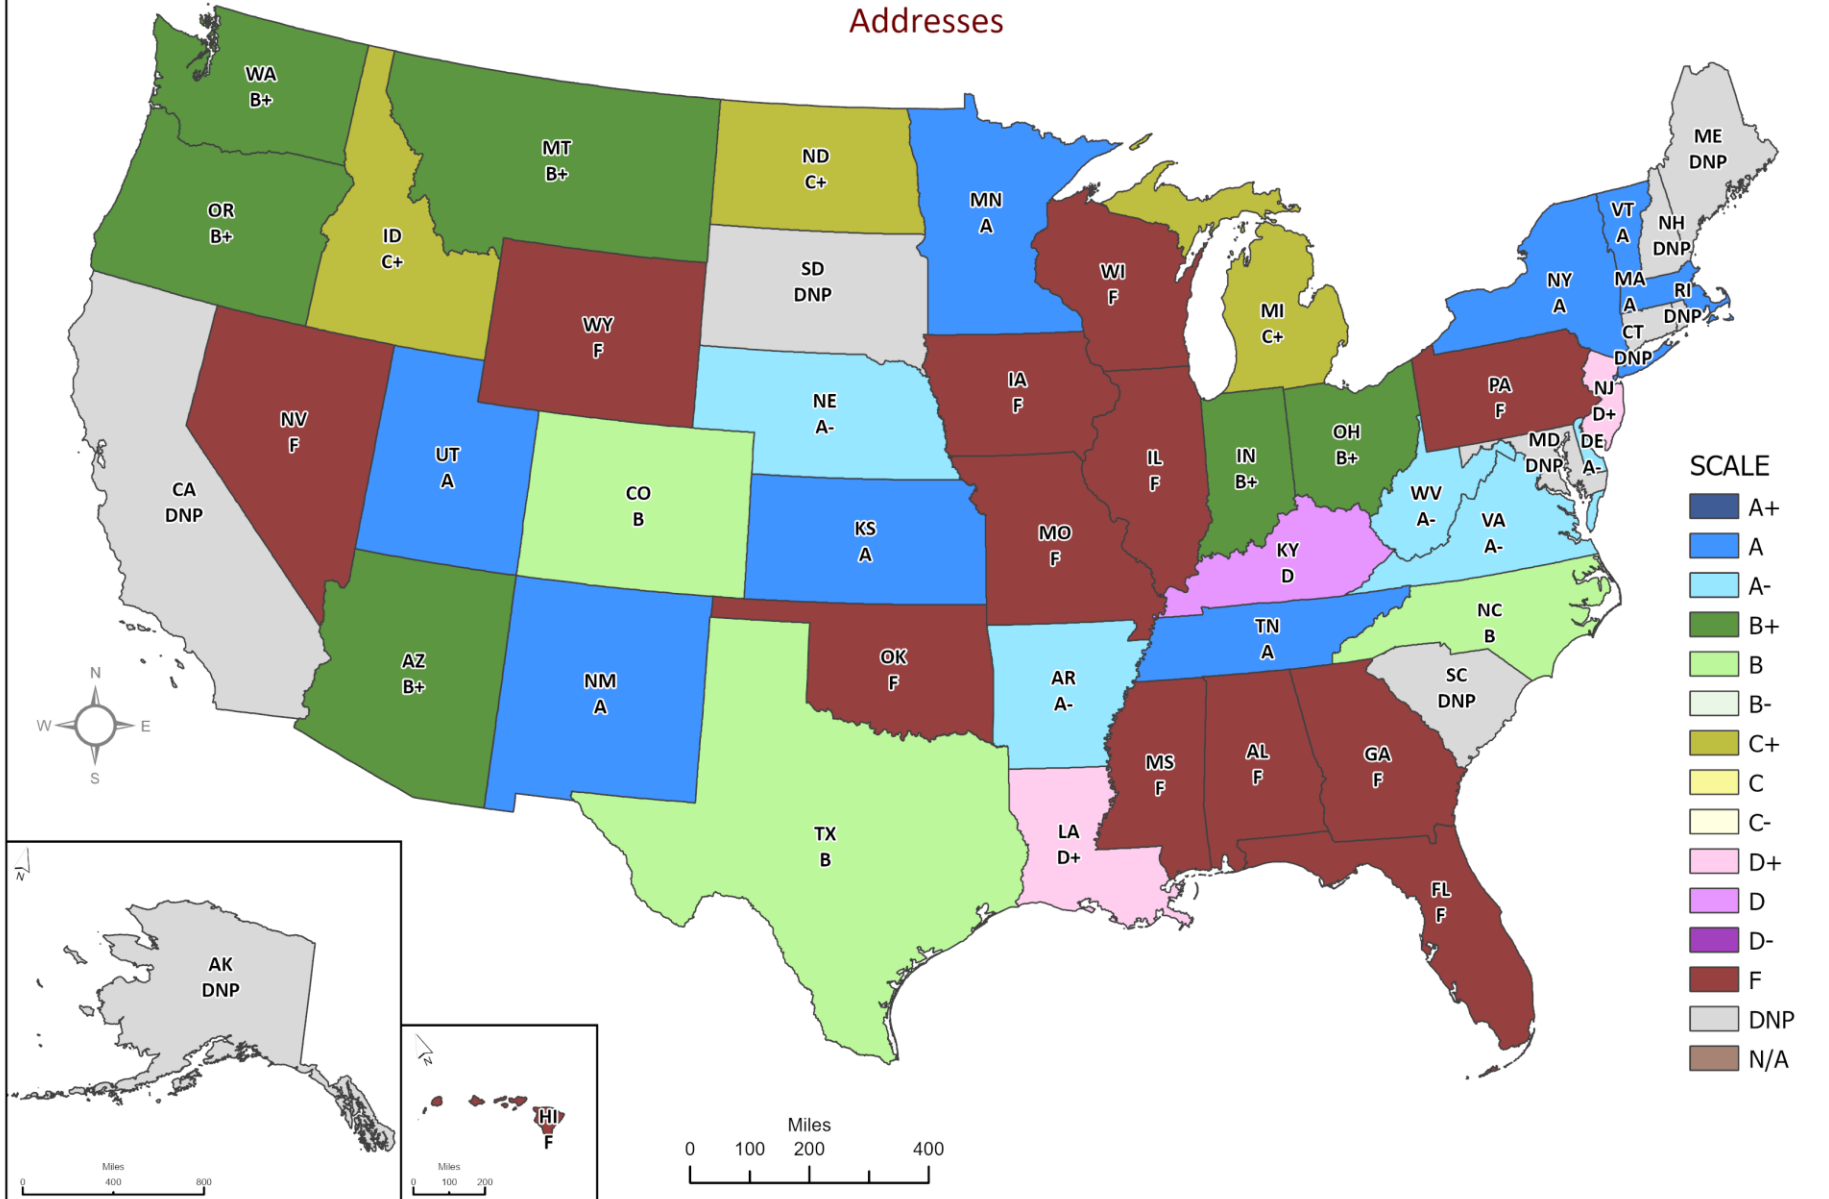 Addresses
WA
B+
OR
B+
CA
DNP
NV
F
ID
C+
MT
B+
WY
F
UT
A
AZ
B+
CO
B
NM
A
ND
C+
SD
DNP
NE
A-
KS
A
OK
F
TX
B
MN
A
IA
F
MO
F
AR
A-
LA
D+
WI
F
IL
F
MI
C+
IN
B+
OH
B+
KY
D
TN
A
MS
F
AL
F
GA
F
FL
F
SC
DNP
NC
B
VA
A-
WV
A-
MD
DNP
DE
A-
PA
F
NJ
D+
NY
A
CT
DNP
RI
DNP
MA
A
VT
A
NH
DNP
ME
DNP
AK
DNP
HI
F
N
W
E
S
N
Miles
0 400 800
N
Miles
0 100 200
Miles
0 100 200 400
SCALE
A+
A
A-
B+
B
B-
C+
C
C-
D+
D
D-
F
DNP
N/A